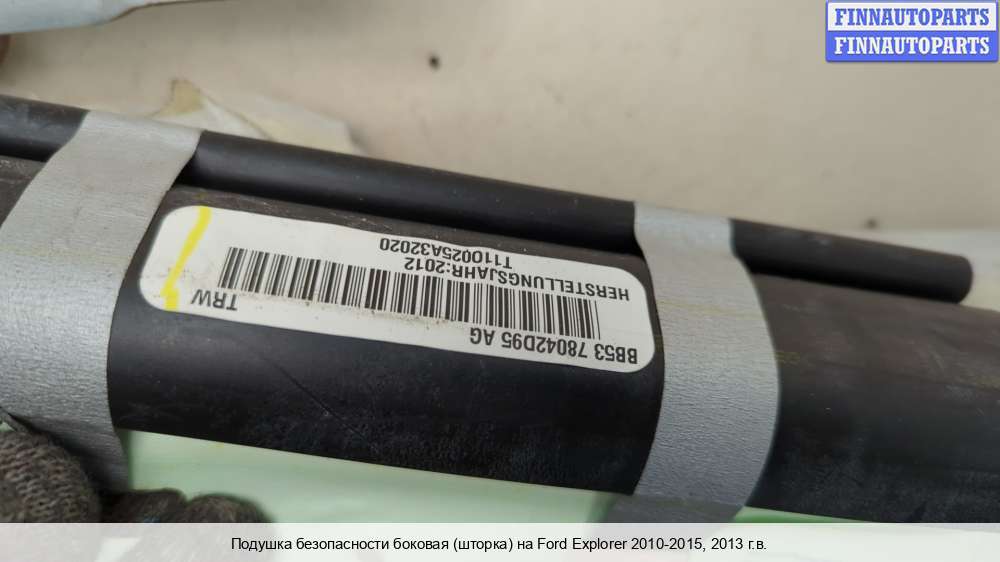 FINNAUTOPARTS
FINNAUTOPARTS
BB53 78042D95 AG
TRW
HERSTELLUNGSJAHR:2012
T110025A32020
Подушка безопасности боковая (шторка) на Ford Explorer 2010-2015, 2013 г.в.